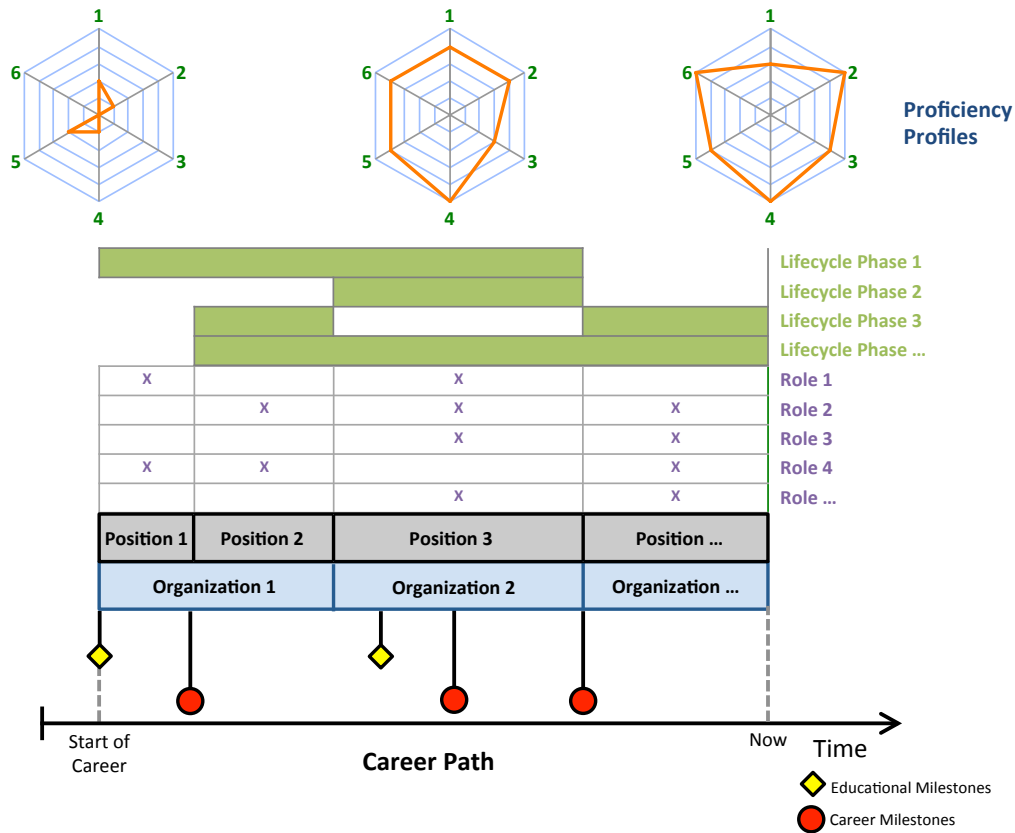 1 1 1
6 2 6 2 6 2
Proficiency
Profiles
5 3 5 3 5 3
4 4 4
Lifecycle Phase 1
Lifecycle Phase 2
Lifecycle Phase 3
Lifecycle Phase ...
X X Role 1
X X X Role 2
X X Role 3
X X X Role 4
X X Role ...
Position 1 Position 2 Position 3 Position ...
Organization 1 Organization 2 Organization ...
Start of
Career
Career Path
Now
Time
Educational Milestones
Career Milestones